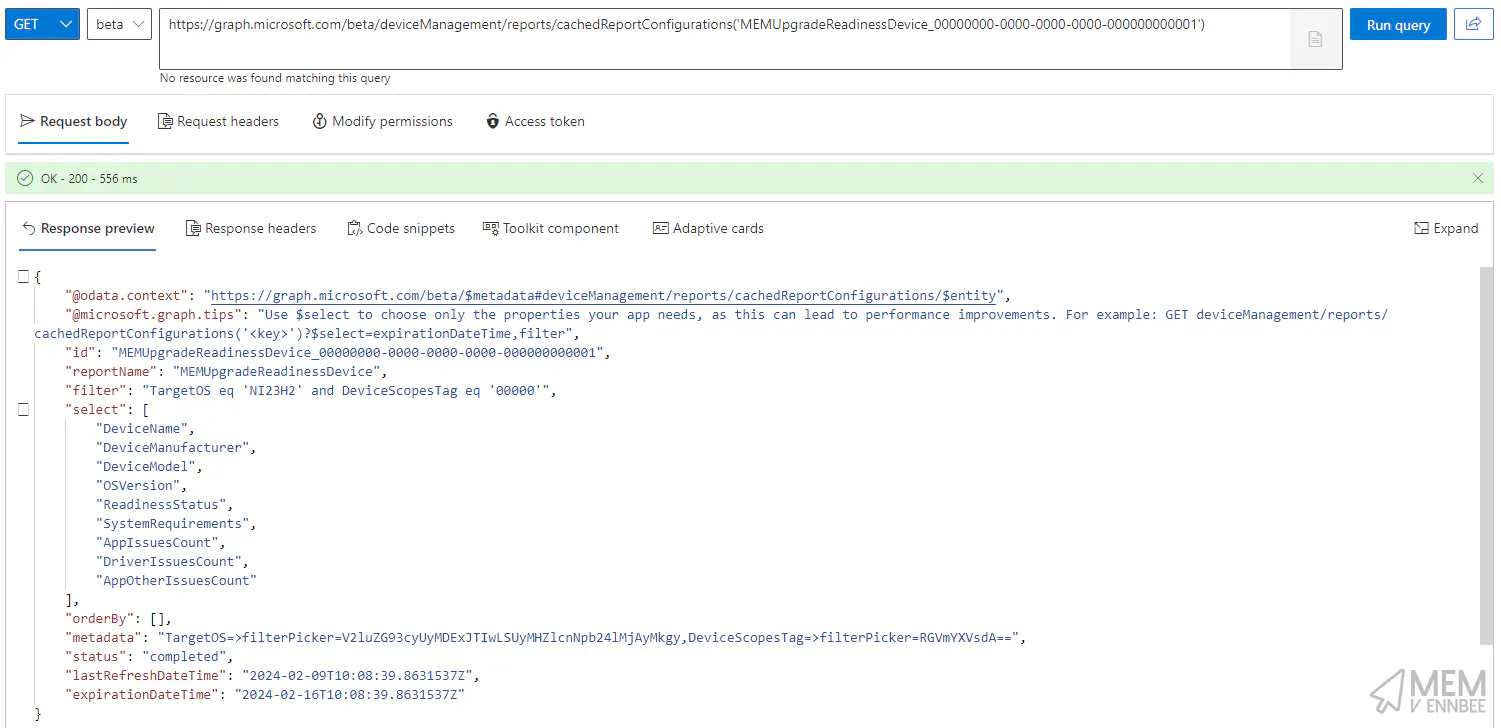 GET
beta
https://graph.microsoft.com/beta/deviceManagement/reports/cachedReportConfigurations('MEMUpgradeReadinessDevice_00000000-0000-0000-0000-000000000001')
Run query
No resource was found matching this query
Request body
Request headers
Modify permissions
Access token
OK - 200 - 556 ms
Response preview
Response headers
Code snippets
Toolkit component
Adaptive cards
Expand
{
"@odata.context": "https://graph.microsoft.com/beta/$metadata#deviceManagement/reports/cachedReportConfigurations/$entity",
"@microsoft.graph.tips": "Use $select to choose only the properties your app needs, as this can lead to performance improvements. For example: GET deviceManagement/reports/
cachedReportConfigurations('<key>')?$select=expirationDateTime,filter",
"id": "MEMUpgradeReadinessDevice_00000000-0000-0000-0000-000000000001",
"reportName": "MEMUpgradeReadinessDevice",
"filter": "TargetOS eq 'NI23H2' and DeviceScopesTag eq '00000'",
"select": [
"DeviceName",
"DeviceManufacturer",
"DeviceModel",
"OSVersion",
"ReadinessStatus",
"SystemRequirements",
"AppIssuesCount",
"DriverIssuesCount",
"AppOtherIssuesCount"
],
"orderBy": [],
"metadata": "TargetOS=>filterPicker=V2luZG93cyUyMDExJTIwLSUyMHZlcnNpb24lMjAyMkgy,DeviceScopesTag=>filterPicker=RGVmYXVsdA==",
"status": "completed",
"lastRefreshDateTime": "2024-02-09T10:08:39.8631537Z",
"expirationDateTime": "2024-02-16T10:08:39.8631537Z"
}
MEM
V ENNBEE